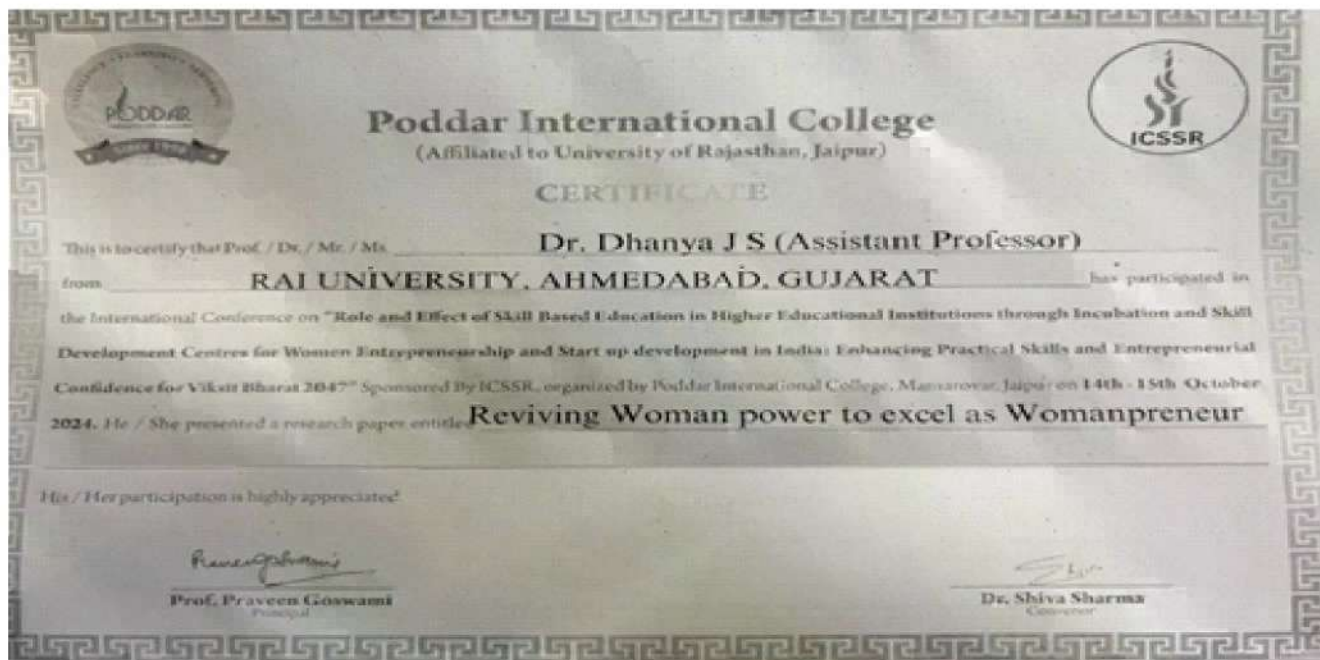 PODDAR
SINCE 1998
ICSSR
Poddar International College
(Affiliated to University of Rajasthan, Jaipur)
CERTIFICATE
This is to certify that Prof. / Dr. / Mr. / Ms. Dr. Dhanya J S (Assistant Professor)
from RAI UNIVERSITY, AHMEDABAD, GUJARAT has participated in
the International Conference on "Role and Effect of Skill Based Education in Higher Educational Institutions through Incubation and Skill
Development Centres for Women Entrepreneurship and Start up development in India: Enhancing Practical Skills and Entrepreneurial
Confidence for Viksit Bharat 2047" Sponsored By ICSSR, organized by Poddar International College, Mansarovar, Jaipur on 14th - 15th October
2024. He / She presented a research paper entitled Reviving Woman power to excel as Womanpreneur
His / Her participation is highly appreciated
Prof. Praveen Goswami
Principal
Dr. Shiva Sharma
Convenor